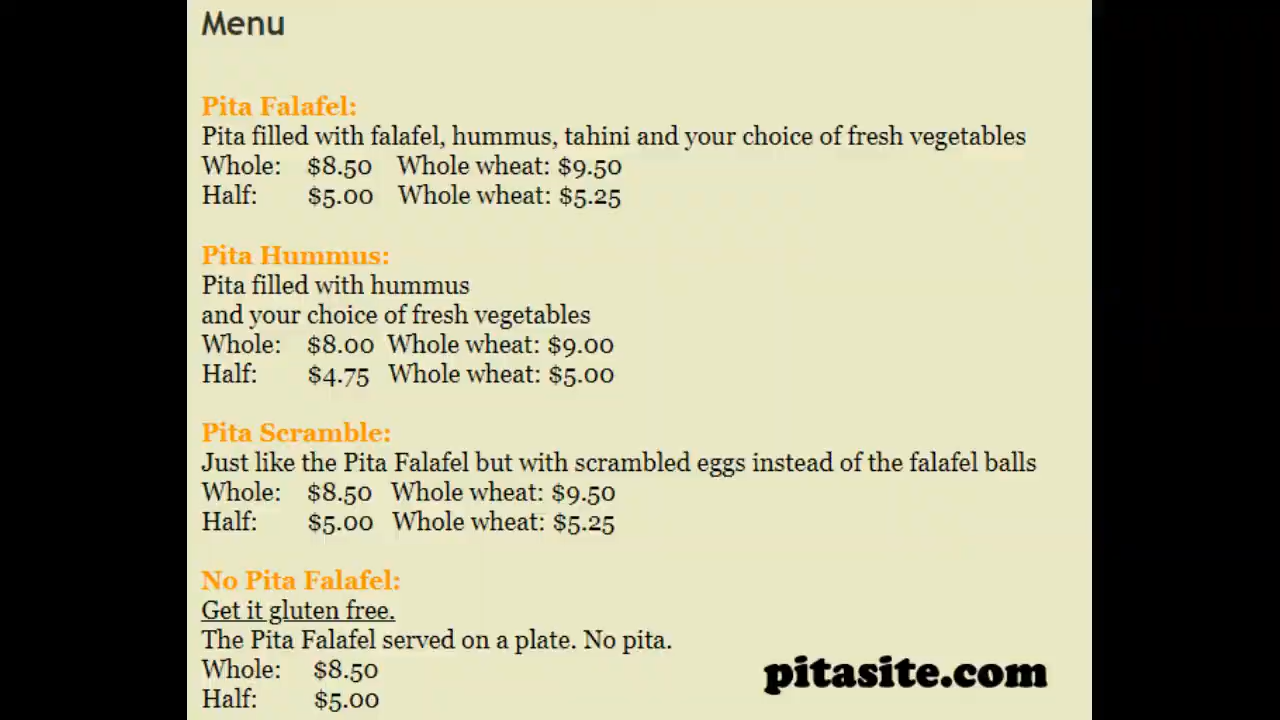 Menu
Pita Falafel:
Pita filled with falafel, hummus, tahini and your choice of fresh vegetables
Whole: $8.50 Whole wheat: $9.50
Half: $5.00 Whole wheat: $5.25
Pita Hummus:
Pita filled with hummus
and your choice of fresh vegetables
Whole: $8.00 Whole wheat: $9.00
Half: $4.75 Whole wheat: $5.00
Pita Scramble:
Just like the Pita Falafel but with scrambled eggs instead of the falafel balls
Whole: $8.50 Whole wheat: $9.50
Half: $5.00 Whole wheat: $5.25
No Pita Falafel:
Get it gluten free.
The Pita Falafel served on a plate. No pita.
Whole: $8.50
Half: $5.00
pitasite.com